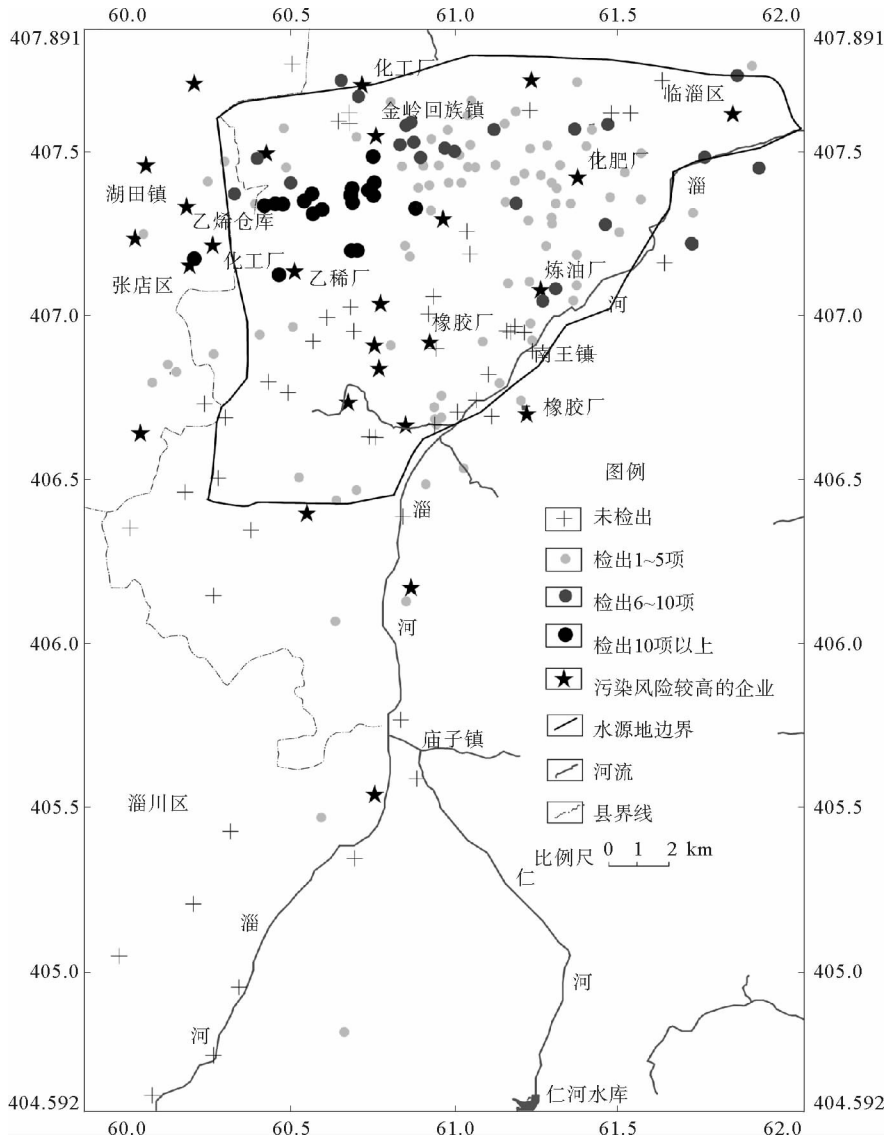 60.0 60.5 61.0 61.5 62.0
407.891 407.891
化工厂
临淄区
金岭回族镇
407.5 407.5
化肥厂
湖田镇
淄
乙烯仓库
化工厂
炼油厂
张店区
乙稀厂
河
407.0 407.0
橡胶厂
南王镇
橡胶厂
406.5 406.5
图例
淄
未检出
检出1~5项
检出6~10项
河
406.0 406.0
检出10项以上
污染风险较高的企业
水源地边界
庙子镇
河流
淄川区
405.5 405.5
县界线
比例尺 0 1 2 km
仁
淄
405.0 405.0
河
河
仁河水库
404.592 404.592
60.0 60.5 61.0 61.5 62.0